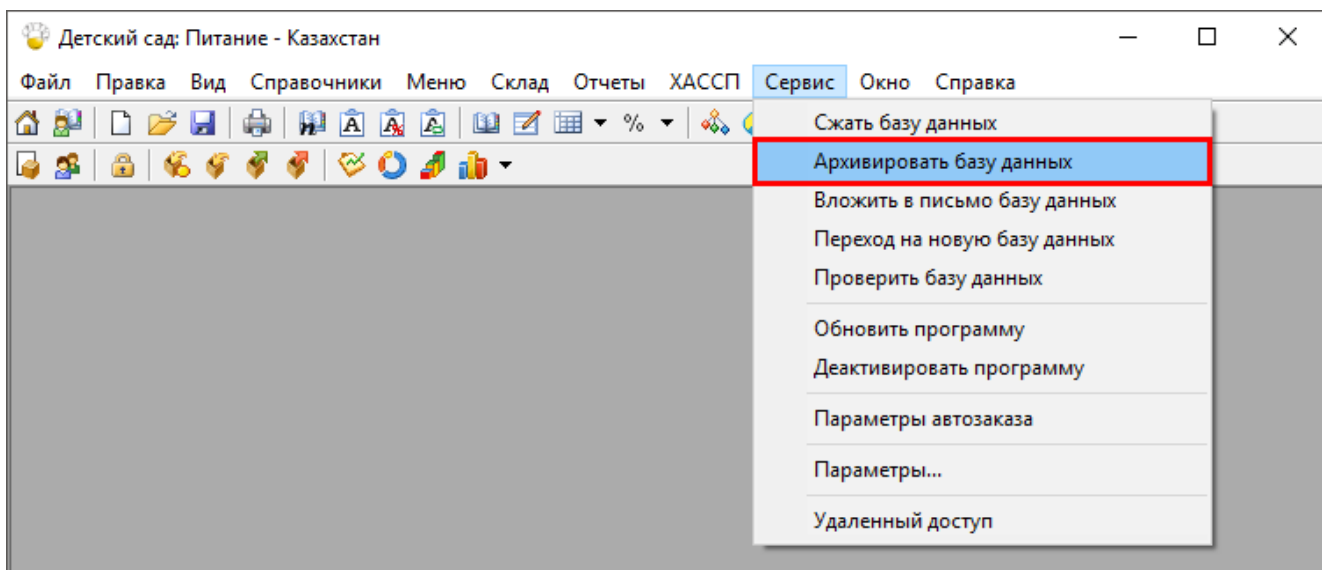 Детский сад: Питание - Казахстан
Файл Правка Вид Справочники Меню Склад Отчеты ХАССП Сервис Окно Справка
%
Сжать базу данных
Архивировать базу данных
Вложить в письмо базу данных
Переход на новую базу данных
Проверить базу данных
Обновить программу
Деактивировать программу
Параметры автозаказа
Параметры...
Удаленный доступ